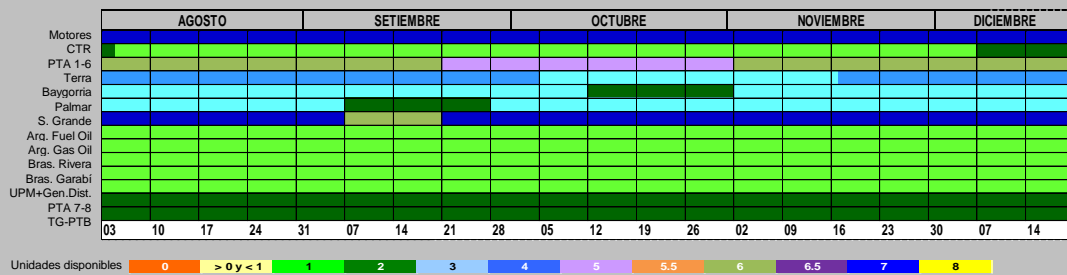 AGOSTO SETIEMBRE OCTUBRE NOVIEMBRE DICIEMBRE
Motores
CTR
PTA 1-6
Terra
Baygorria
Palmar
S. Grande
Arg. Fuel Oil
Arg. Gas Oil
Bras. Rivera
Bras. Garabí
UPM+Gen.Dist.
PTA 7-8
TG-PTB
03 10 17 24 31 07 14 21 28 05 12 19 26 02 09 16 23 30 07 14
Unidades disponibles 0 > 0 y < 1 1 2 3 4 5 5.5 6 6.5 7 8